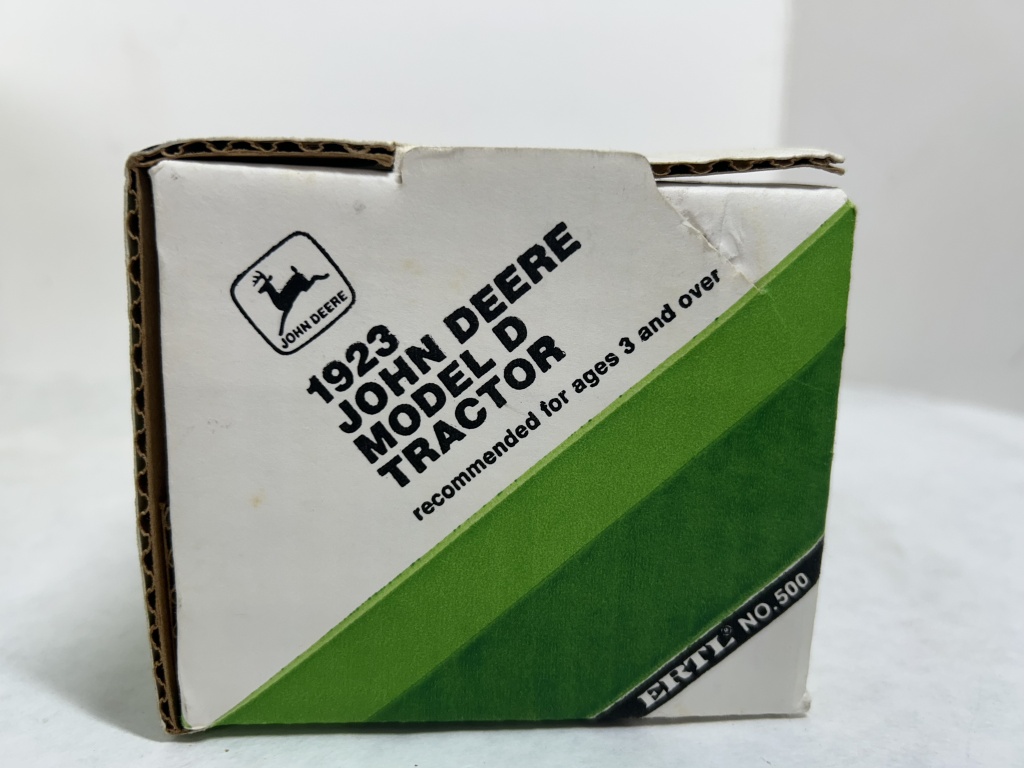 JOHN DEERE
1923
JOHN DEERE
MODEL D
TRACTOR
recommended for ages 3 and over
ERTL® NO. 500